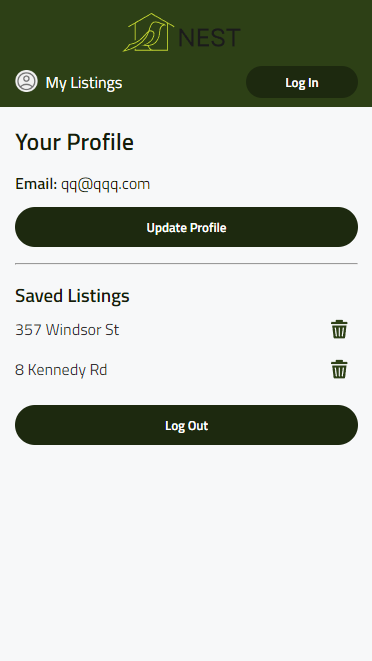 NEST
My Listings
Log In
Your Profile
Email: qq@qqq.com
Update Profile
Saved Listings
357 Windsor St
8 Kennedy Rd
Log Out